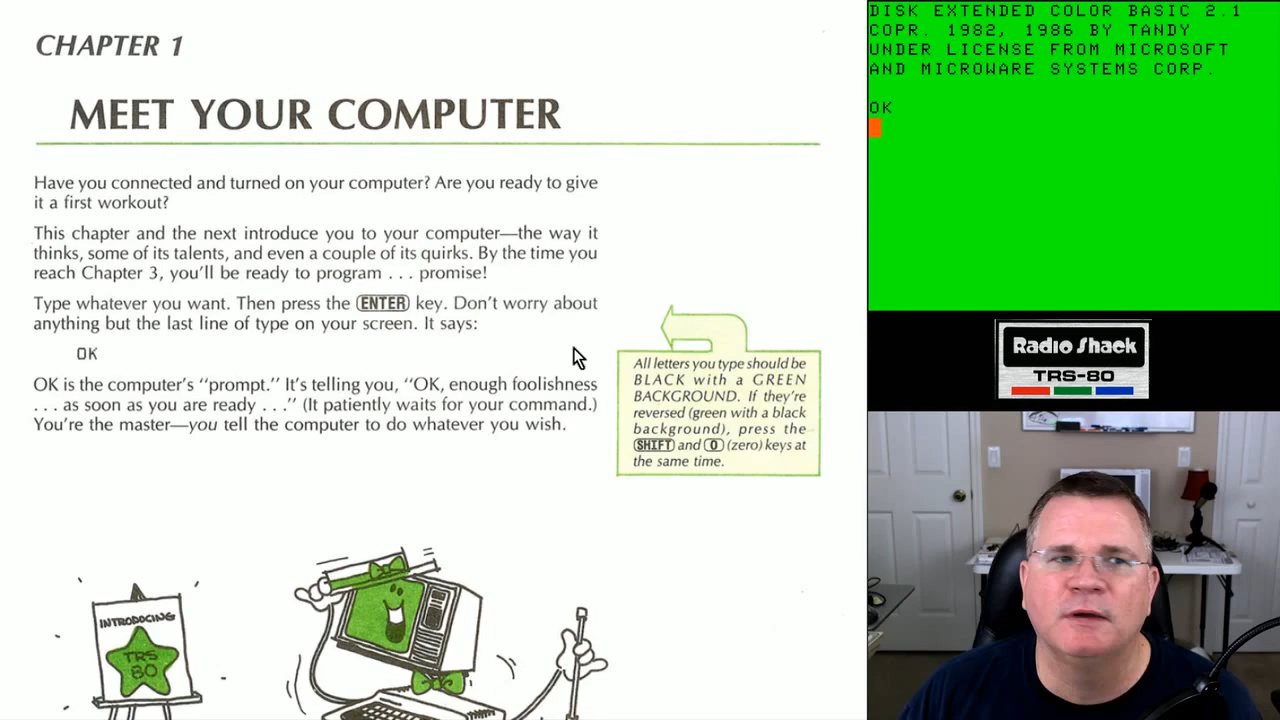 CHAPTER 1
MEET YOUR COMPUTER
Have you connected and turned on your computer? Are you ready to give
it a first workout?
This chapter and the next introduce you to your computer—the way it
thinks, some of its talents, and even a couple of its quirks. By the time you
reach Chapter 3, you'll be ready to program . . . promise!
Type whatever you want. Then press the ENTER key. Don't worry about
anything but the last line of type on your screen. It says:
OK
OK is the computer's "prompt." It's telling you, "OK, enough foolishness
. . . as soon as you are ready . . ." (It patiently waits for your command.)
You're the master—you tell the computer to do whatever you wish.
All letters you type should be
BLACK with a GREEN
BACKGROUND. If they're
reversed (green with a black
background), press the
SHIFT and 0 (zero) keys at
the same time.
INTRODUCING
TRS
80
DISK EXTENDED COLOR BASIC 2.1
COPR. 1982, 1986 BY TANDY
UNDER LICENSE FROM MICROSOFT
AND MICROWARE SYSTEMS CORP.
OK
Radio Shack
TRS-80